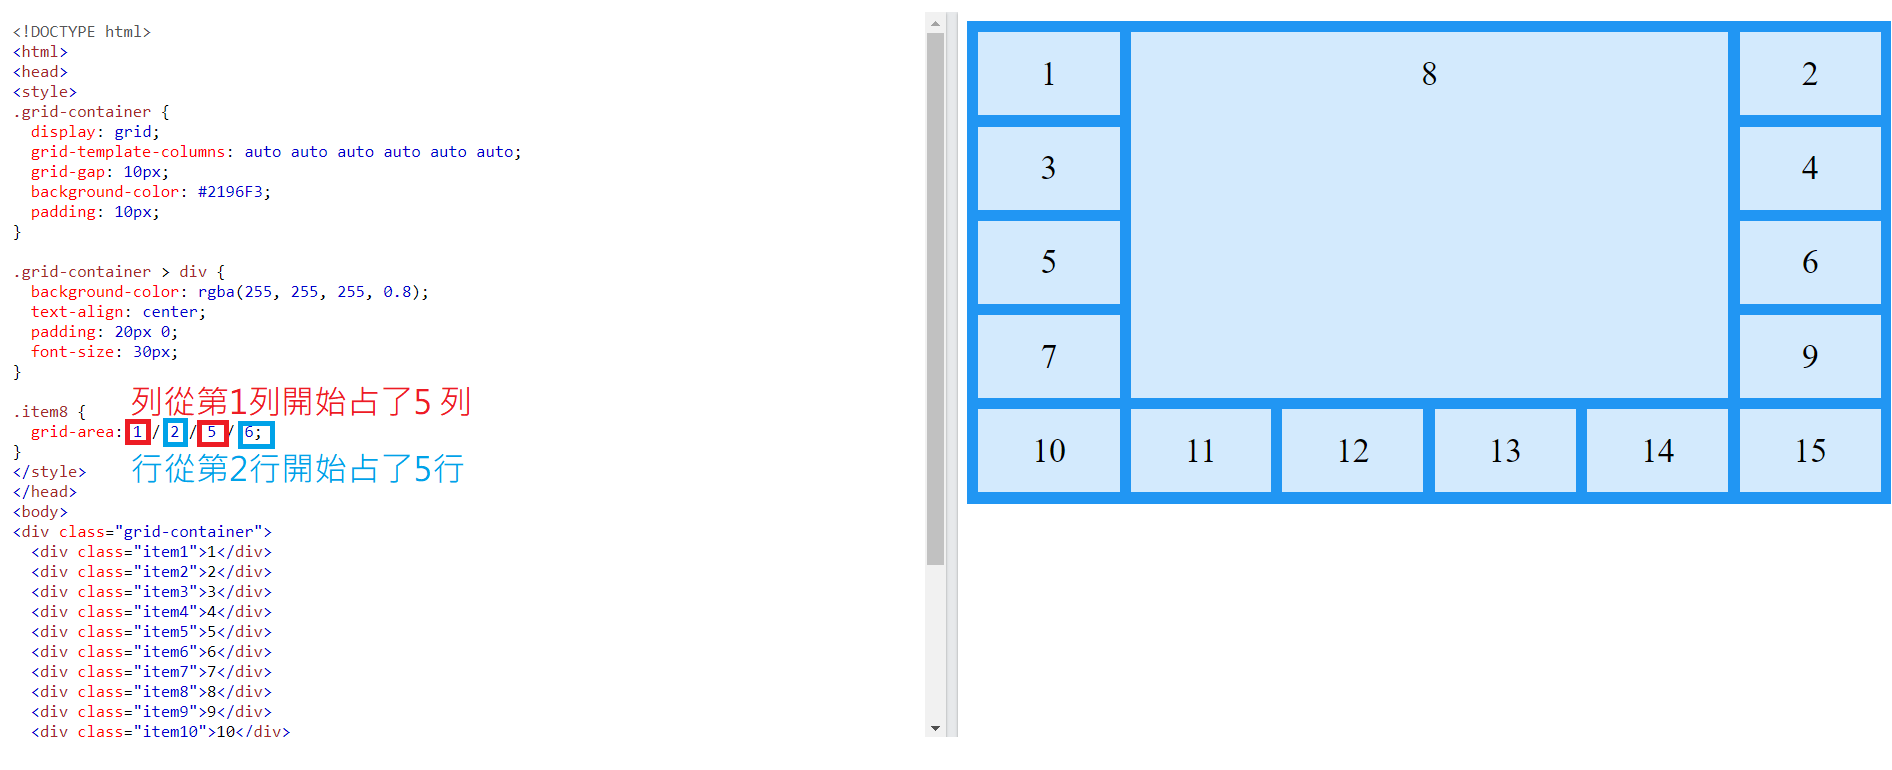 <!DOCTYPE html>
<html>
<head>
<style>
.grid-container {
  display: grid;
  grid-template-columns: auto auto auto auto auto auto;
  grid-gap: 10px;
  background-color: #2196F3;
  padding: 10px;
}
.grid-container > div {
  background-color: rgba(255, 255, 255, 0.8);
  text-align: center;
  padding: 20px 0;
  font-size: 30px;
}
列從第1列開始占了5 列
.item8 {
  grid-area: 1 / 2 / 5 / 6;
}
行從第2行開始占了5行
</style>
</head>
<body>
<div class="grid-container">
  <div class="item1">1</div>
  <div class="item2">2</div>
  <div class="item3">3</div>
  <div class="item4">4</div>
  <div class="item5">5</div>
  <div class="item6">6</div>
  <div class="item7">7</div>
  <div class="item8">8</div>
  <div class="item9">9</div>
  <div class="item10">10</div>
1 8 2
3 4
5 6
7 9
10 11 12 13 14 15